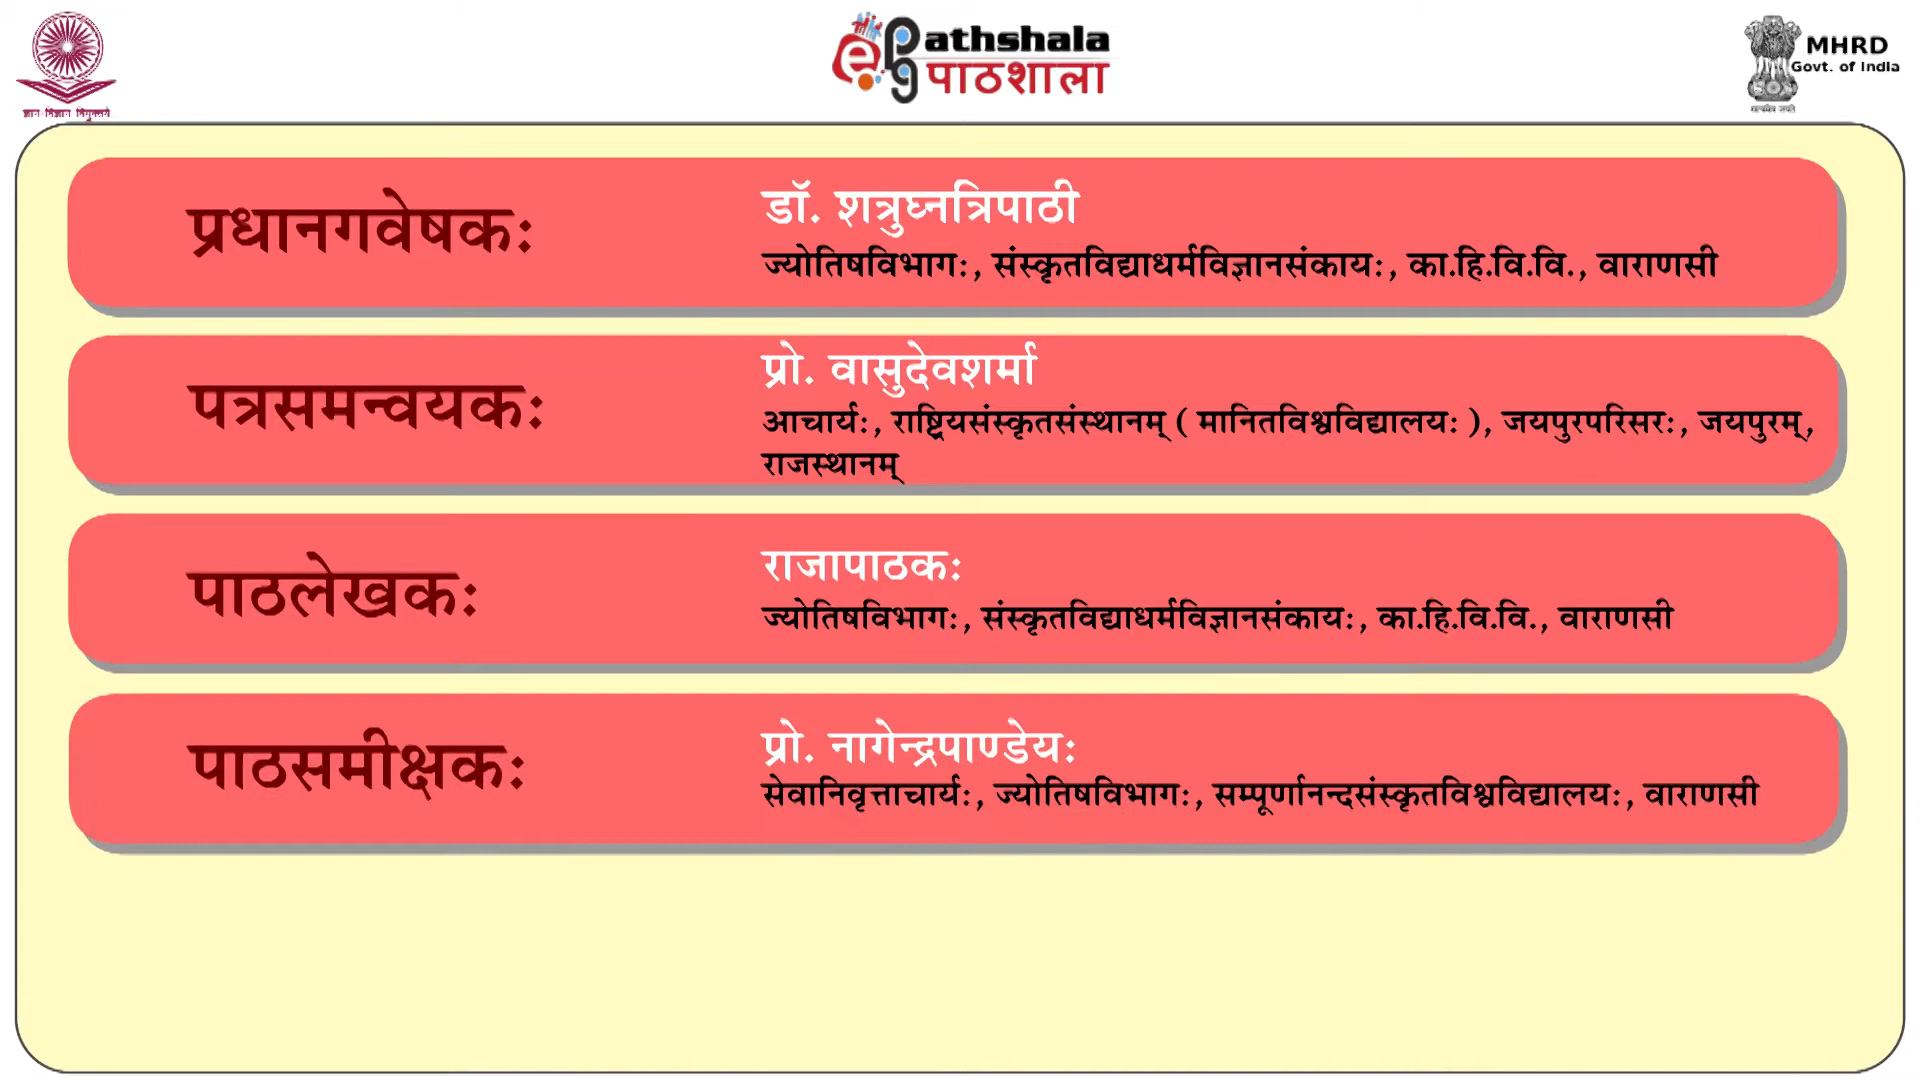 ज्ञान-विज्ञान विमुक्तये
Pathshala
पाठशाला
MHRD
Govt. of India
प्रधानगवेषकः
डॉ. शत्रुघ्नत्रिपाठी
ज्योतिषविभागः, संस्कृतविद्याधर्मविज्ञानसंकायः, का.हि.वि.वि., वाराणसी
पत्रसमन्वयकः
प्रो. वासुदेवशर्मा
आचार्यः, राष्ट्रियसंस्कृतसंस्थानम् ( मानितविश्वविद्यालयः ), जयपुरपरिसरः, जयपुरम्,
राजस्थानम्
पाठलेखकः
राजापाठकः
ज्योतिषविभागः, संस्कृतविद्याधर्मविज्ञानसंकायः, का.हि.वि.वि., वाराणसी
पाठसमीक्षकः
प्रो. नागेन्द्रपाण्डेयः
सेवानिवृत्ताचार्यः, ज्योतिषविभागः, सम्पूर्णानन्दसंस्कृतविश्वविद्यालयः, वाराणसी